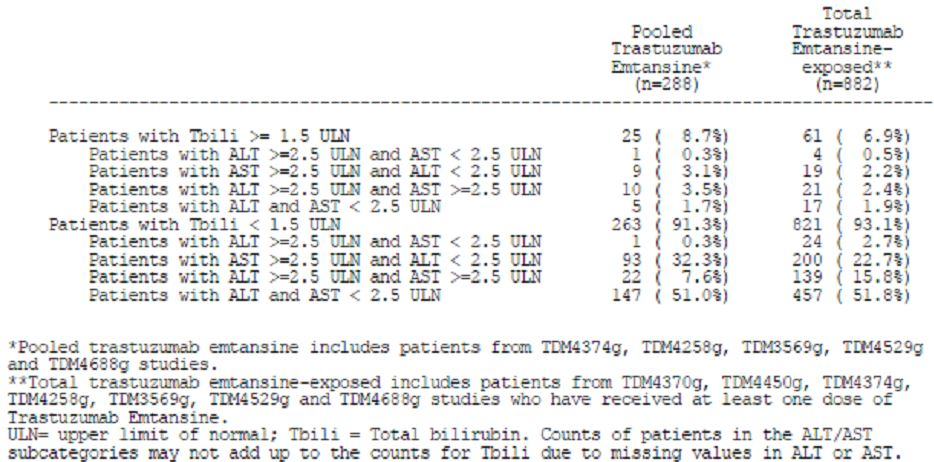 Total
Pooled Trastuzumab
Trastuzumab Emtansine-
Emtansine* exposed**
(n=288) (n=882)
Patients with Tbili >= 1.5 ULN 25 ( 8.7%) 61 ( 6.9%)
Patients with ALT >=2.5 ULN and AST < 2.5 ULN 1 ( 0.3%) 4 ( 0.5%)
Patients with AST >=2.5 ULN and ALT < 2.5 ULN 9 ( 3.1%) 19 ( 2.2%)
Patients with ALT >=2.5 ULN and AST >=2.5 ULN 10 ( 3.5%) 21 ( 2.4%)
Patients with ALT and AST < 2.5 ULN 5 ( 1.7%) 17 ( 1.9%)
Patients with Tbili < 1.5 ULN 263 ( 91.3%) 821 ( 93.1%)
Patients with ALT >=2.5 ULN and AST < 2.5 ULN 1 ( 0.3%) 24 ( 2.7%)
Patients with AST >=2.5 ULN and ALT < 2.5 ULN 93 ( 32.3%) 200 ( 22.7%)
Patients with ALT >=2.5 ULN and AST >=2.5 ULN 22 ( 7.6%) 139 ( 15.8%)
Patients with ALT and AST < 2.5 ULN 147 ( 51.0%) 457 ( 51.8%)
*Pooled trastuzumab emtansine includes patients from TDM4374g, TDM4258g, TDM3569g, TDM4529g
and TDM4688g studies.
**Total trastuzumab emtansine-exposed includes patients from TDM4370g, TDM4450g, TDM4374g,
TDM4258g, TDM3569g, TDM4529g and TDM4688g studies who have received at least one dose of
Trastuzumab Emtansine.
ULN= upper limit of normal; Tbili = Total bilirubin. Counts of patients in the ALT/AST
subcategories may not add up to the counts for Tbili due to missing values in ALT or AST.